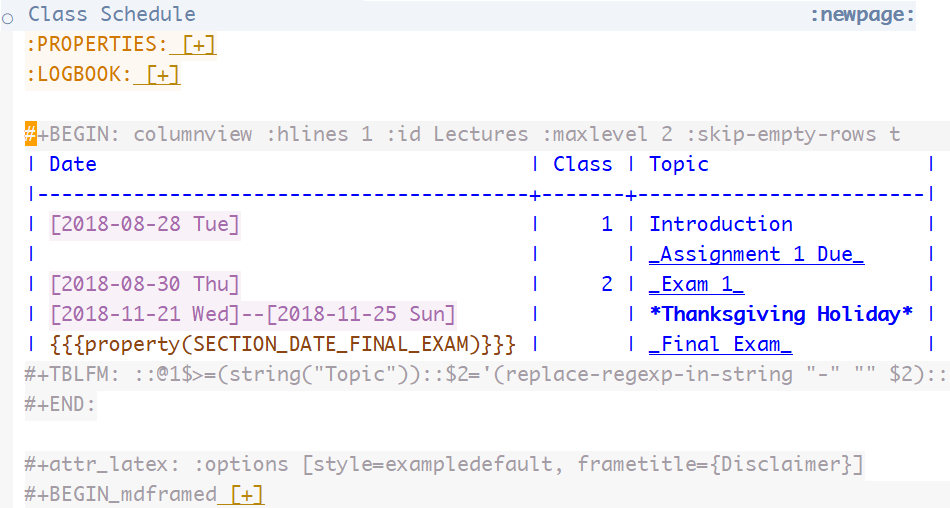 ○ Class Schedule :newpage:
:PROPERTIES: [+]
:LOGBOOK: [+]
#+BEGIN: columnview :hlines 1 :id Lectures :maxlevel 2 :skip-empty-rows t
| Date | Class | Topic |
|-----------------------------------------+-------+------------------------|
| [2018-08-28 Tue] | 1 | Introduction |
| | | _Assignment 1 Due_ |
| [2018-08-30 Thu] | 2 | _Exam 1_ |
| [2018-11-21 Wed]--[2018-11-25 Sun] | | *Thanksgiving Holiday* |
| {{{property(SECTION_DATE_FINAL_EXAM)}}} | | _Final Exam_ |
#+TBLFM: ::@1$>=(string("Topic"))::$2='(replace-regexp-in-string "-" "" $2)::
#+END:
#+attr_latex: :options [style=exampledefault, frametitle={Disclaimer}]
#+BEGIN_mdframed [+]